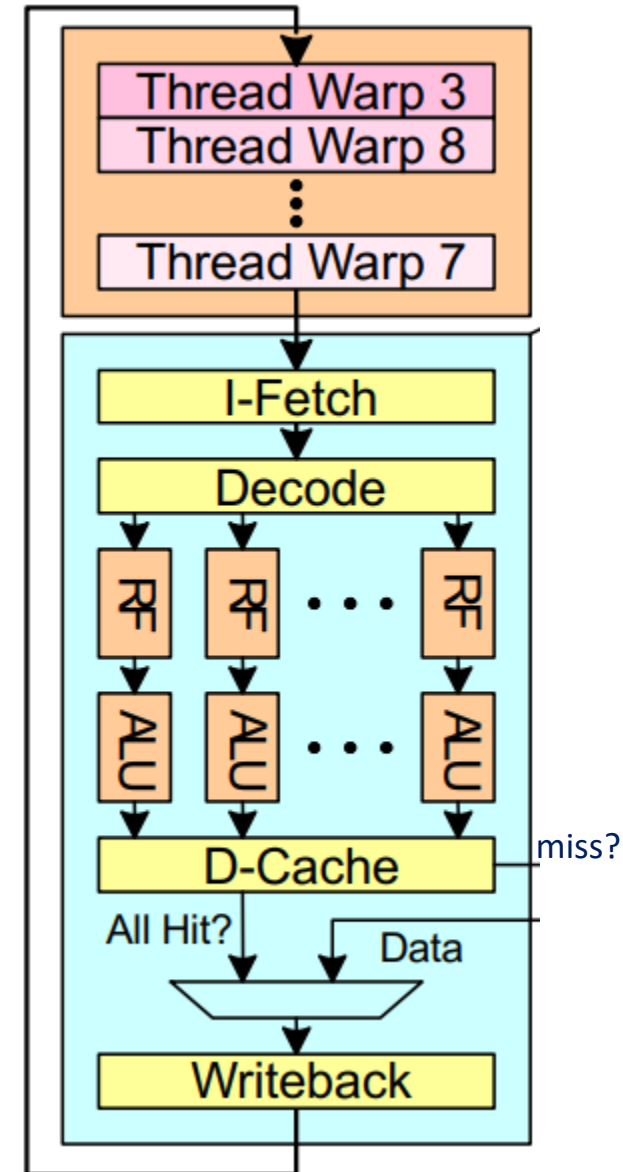 Thread Warp 3
Thread Warp 8
Thread Warp 7
I-Fetch
Decode
RF RF RF
ALU ALU ALU
D-Cache
miss?
All Hit?
Data
Writeback